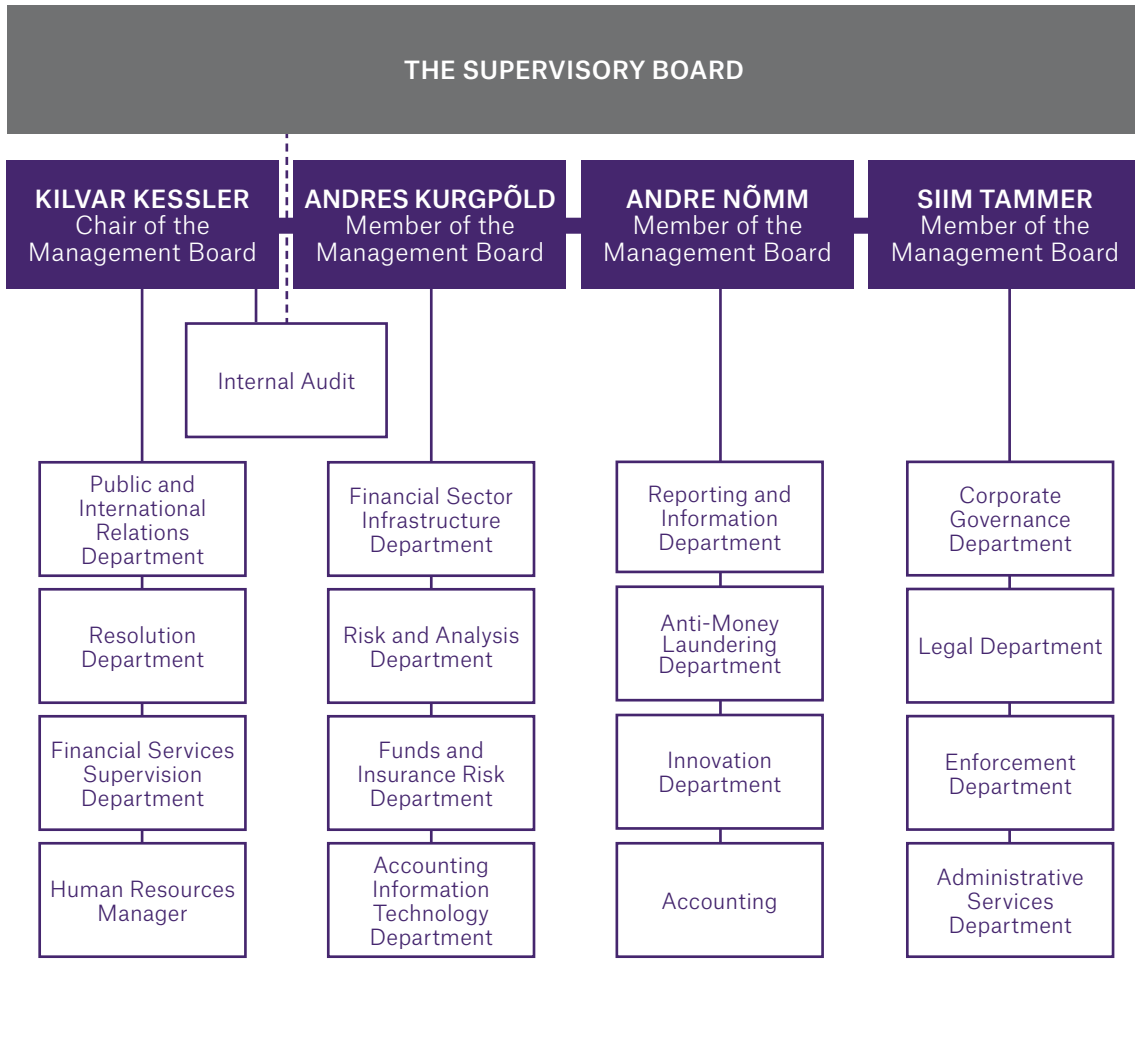 THE SUPERVISORY BOARD
KILVAR KESSLER
Chair of the
Management Board
ANDRES KURGPÕLD
Member of the
Management Board
ANDRE NÕMM
Member of the
Management Board
SIIM TAMMER
Member of the
Management Board
Internal Audit
Public and
International
Relations
Department
Resolution
Department
Financial Services
Supervision
Department
Human Resources
Manager
Financial Sector
Infrastructure
Department
Risk and Analysis
Department
Funds and
Insurance Risk
Department
Accounting
Information
Technology
Department
Reporting and
Information
Department
Anti-Money
Laundering
Department
Innovation
Department
Accounting
Corporate
Governance
Department
Legal Department
Enforcement
Department
Administrative
Services
Department